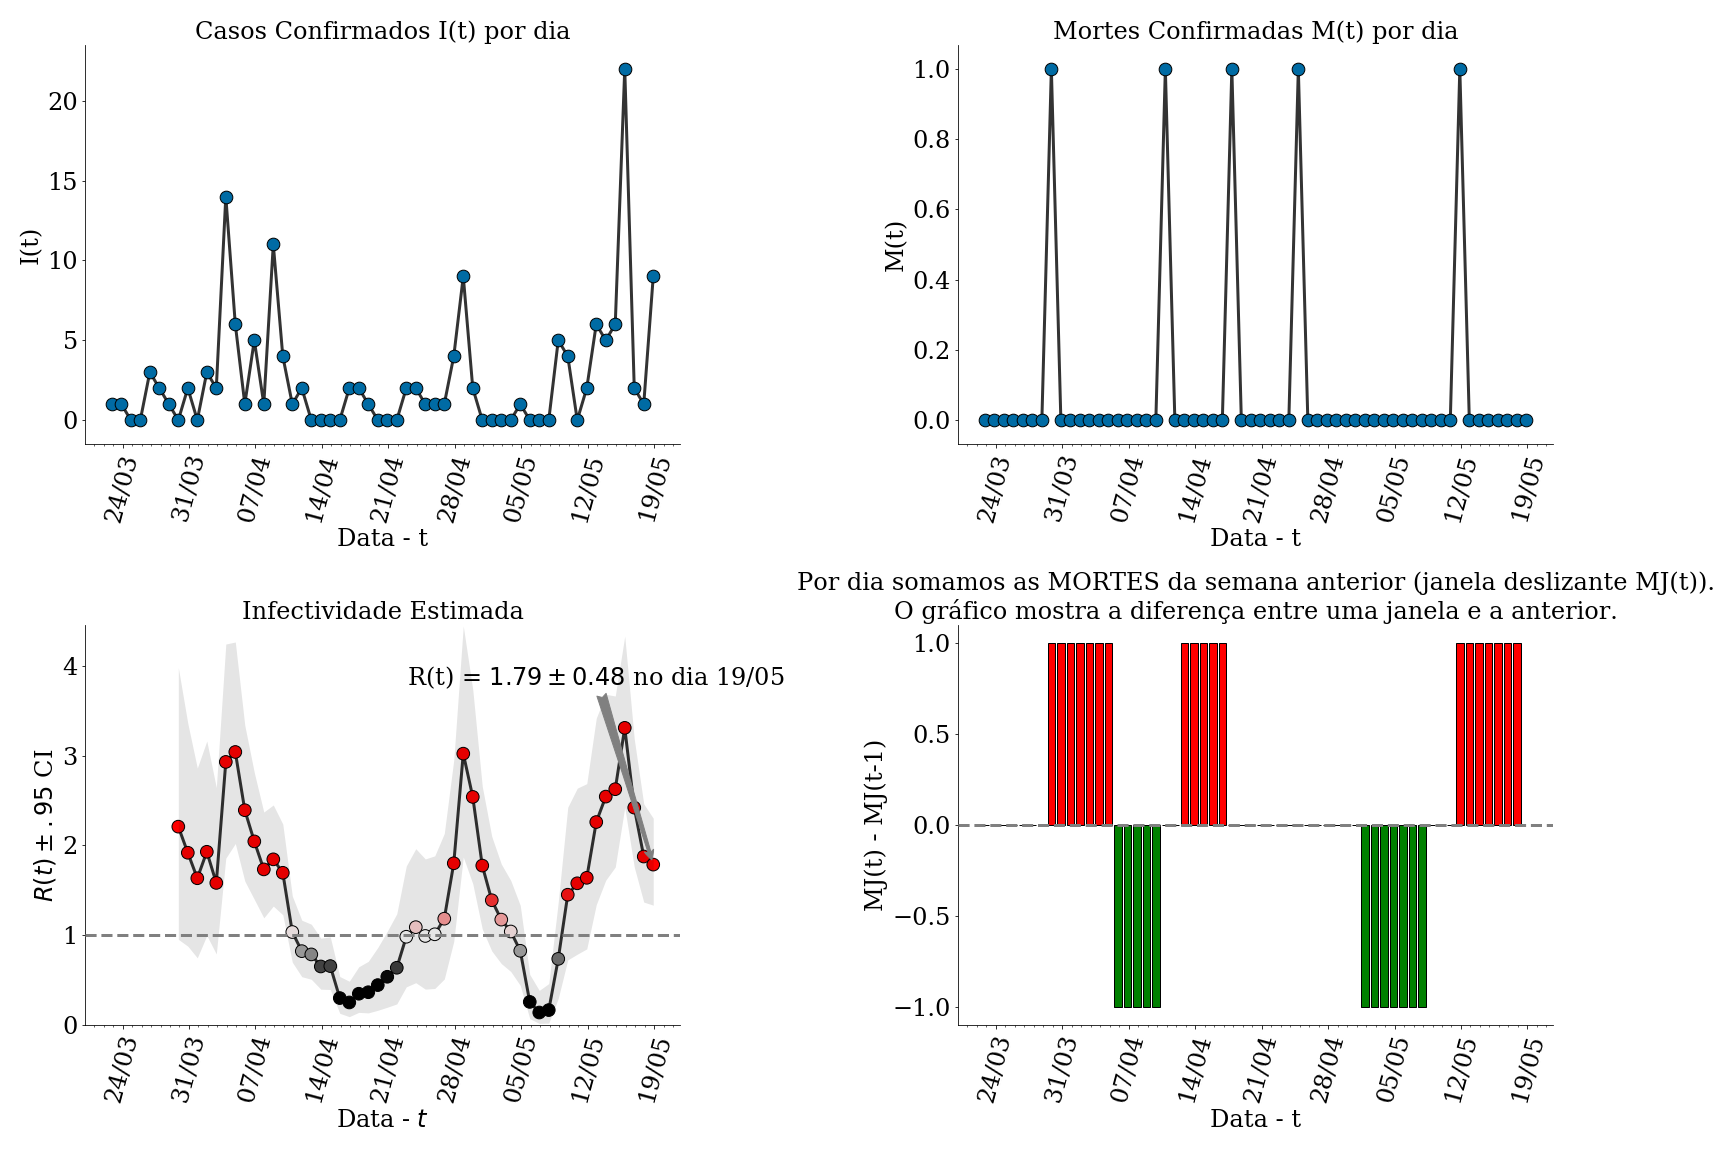 Casos Confirmados I(t) por dia
I(t)
20
15
10
5
0
24/03 31/03 07/04 14/04 21/04 28/04 05/05 12/05 19/05
Data - t
Mortes Confirmadas M(t) por dia
M(t)
1.0
0.8
0.6
0.4
0.2
0.0
24/03 31/03 07/04 14/04 21/04 28/04 05/05 12/05 19/05
Data - t
Infectividade Estimada
R(t) = 1.79 ± 0.48 no dia 19/05
R(t) ± .95 CI
4
3
2
1
0
24/03 31/03 07/04 14/04 21/04 28/04 05/05 12/05 19/05
Data - t
Por dia somamos as MORTES da semana anterior (janela deslizante MJ(t)).
O gráfico mostra a diferença entre uma janela e a anterior.
MJ(t) - MJ(t-1)
1.0
0.5
0.0
−0.5
−1.0
24/03 31/03 07/04 14/04 21/04 28/04 05/05 12/05 19/05
Data - t